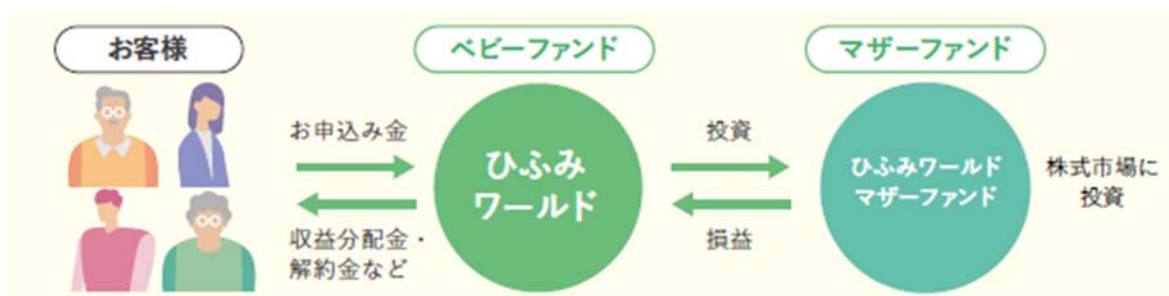 お客様
ベビーファンド
マザーファンド
お申込み金
収益分配金・
解約金など
ひふみ
ワールド
投資
損益
ひふみワールド
マザーファンド
株式市場に
投資